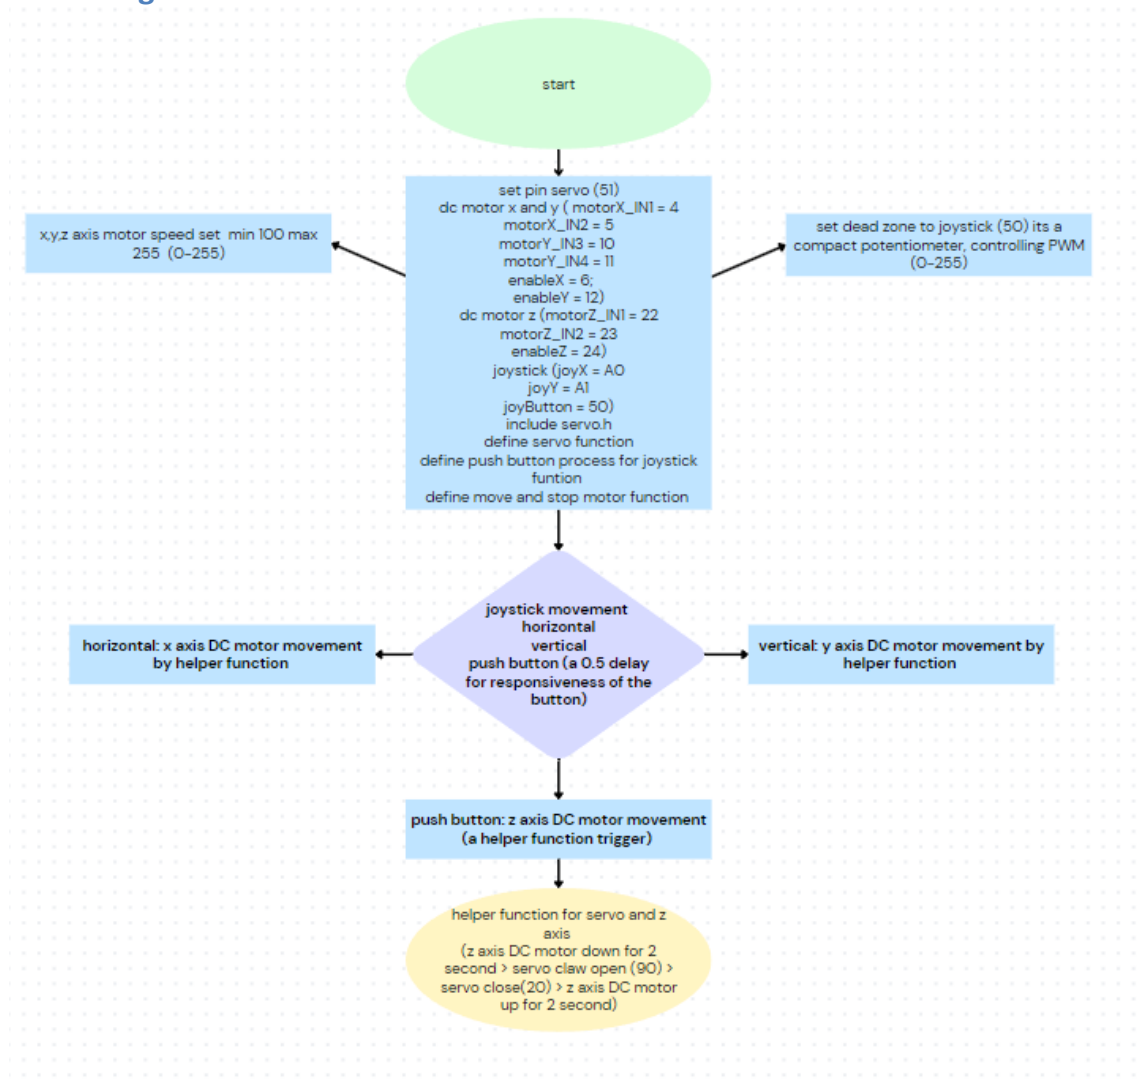 start
set pin servo (51)
dc motor x and y ( motorX_IN1 = 4
motorX_IN2 = 5
motorY_IN3 = 10
motorY_IN4 = 11
enableX = 6;
enableY = 12)
dc motor z (motorZ_IN1 = 22
motorZ_IN2 = 23
enableZ = 24)
joystick (joyX = A0
joyY = A1
joyButton = 50)
include servo.h
define servo function
define push button process for joystick
funtion
define move and stop motor function
x,y,z axis motor speed set min 100 max
255 (0-255)
set dead zone to joystick (50) its a
compact potentiometer, controlling PWM
(0-255)
joystick movement
horizontal
vertical
push button (a 0.5 delay
for responsiveness of the
button)
horizontal: x axis DC motor movement
by helper function
vertical: y axis DC motor movement by
helper function
push button: z axis DC motor movement
(a helper function trigger)
helper function for servo and z
axis
(z axis DC motor down for 2
second > servo claw open (90) >
servo close(20) > z axis DC motor
up for 2 second)